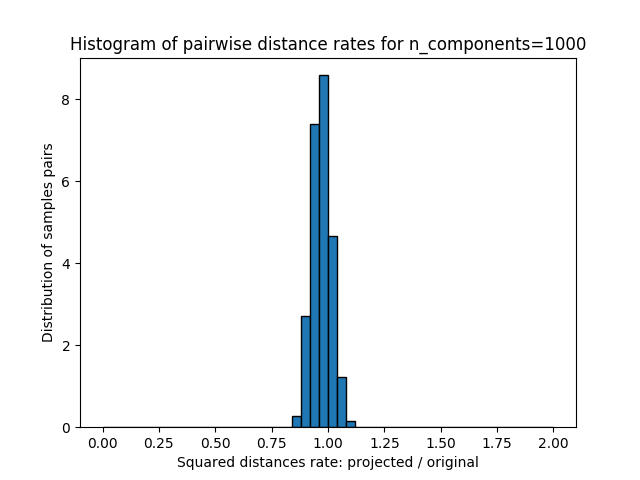 Histogram of pairwise distance rates for n_components=1000
Distribution of samples pairs
8
6
4
2
0
0.00 0.25 0.50 0.75 1.00 1.25 1.50 1.75 2.00
Squared distances rate: projected / original